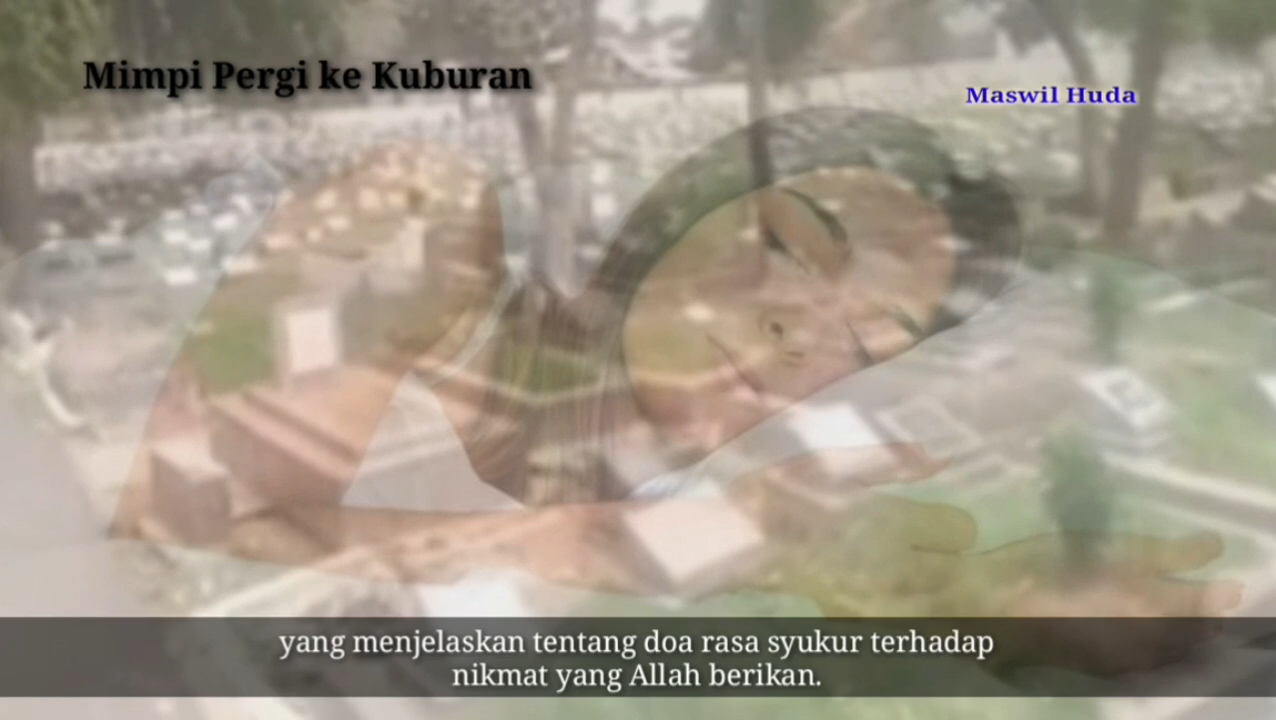 Mimpi Pergi ke Kuburan
Maswil Huda
yang menjelaskan tentang doa rasa syukur terhadap
nikmat yang Allah berikan.